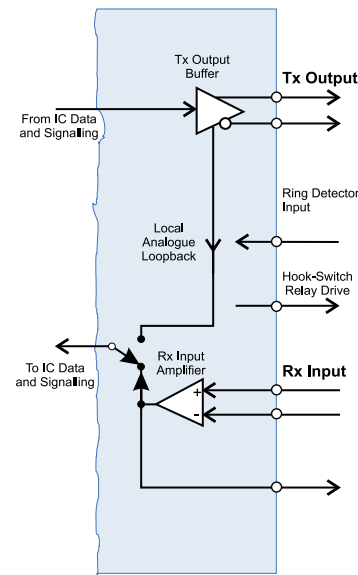 Tx Output
Buffer
Tx Output
From IC Data
and Signalling
Ring Detector
Input
Local
Analogue
Loopback
Hook-Switch
Relay Drive
To IC Data
and Signalling
Rx Input
Amplifier
Rx Input
+
-